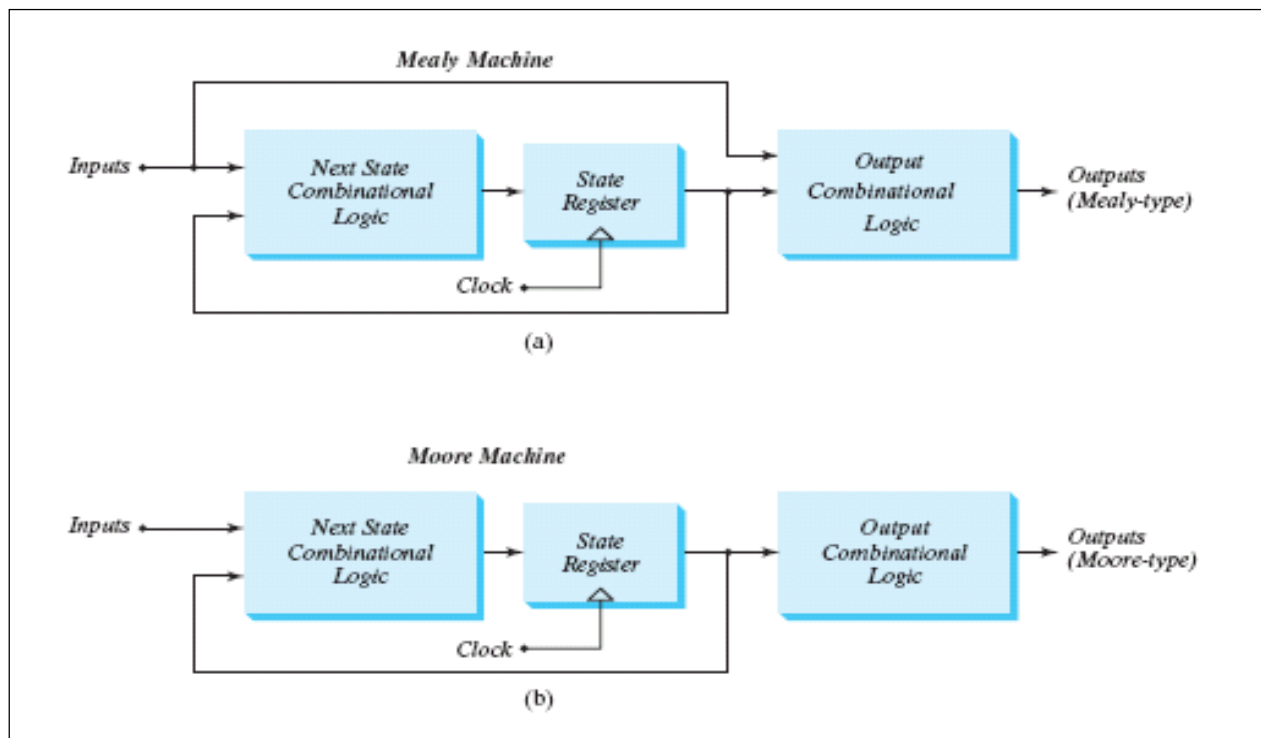 Mealy Machine
Inputs
Next State
Combinational
Logic
State
Register
Clock
Output
Combinational
Logic
Outputs
(Mealy-type)
(a)
Moore Machine
Inputs
Next State
Combinational
Logic
State
Register
Clock
Output
Combinational
Logic
Outputs
(Moore-type)
(b)